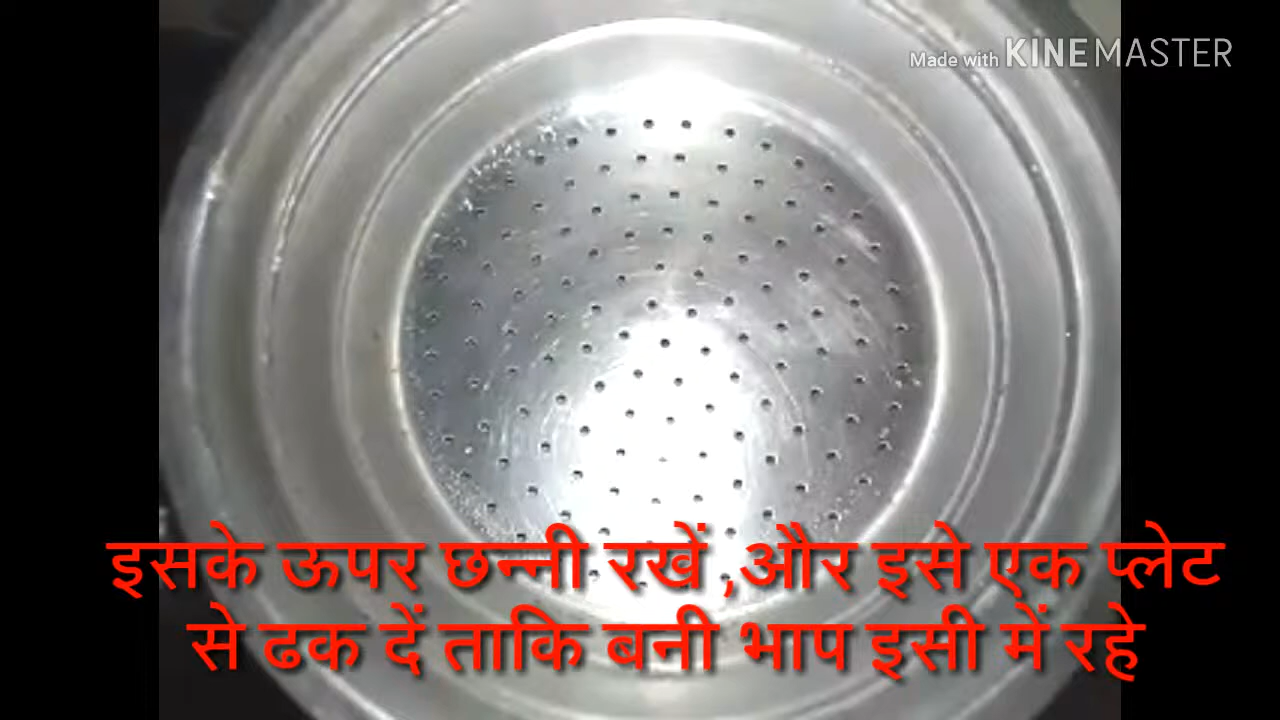 Made with KINEMASTER
इसके ऊपर छन्नी रखें ,और इसे एक प्लेट
से ढक दें ताकि बनी भाप इसी में रहे